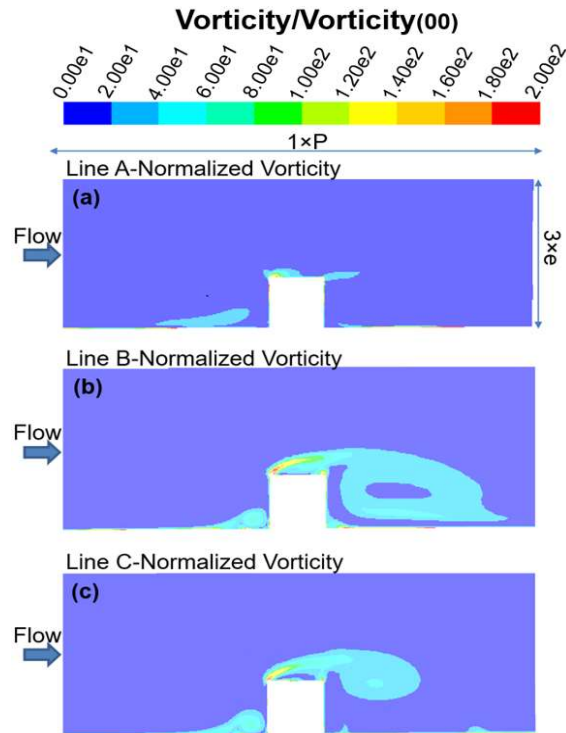 Vorticity/Vorticity(00)
0.00e1 2.00e1 4.00e1 6.00e1 8.00e1 1.00e2 1.20e2 1.40e2 1.60e2 1.80e2 2.00e2
1×P
Line A-Normalized Vorticity
(a)
Flow
3×e
Line B-Normalized Vorticity
(b)
Flow
Line C-Normalized Vorticity
(c)
Flow